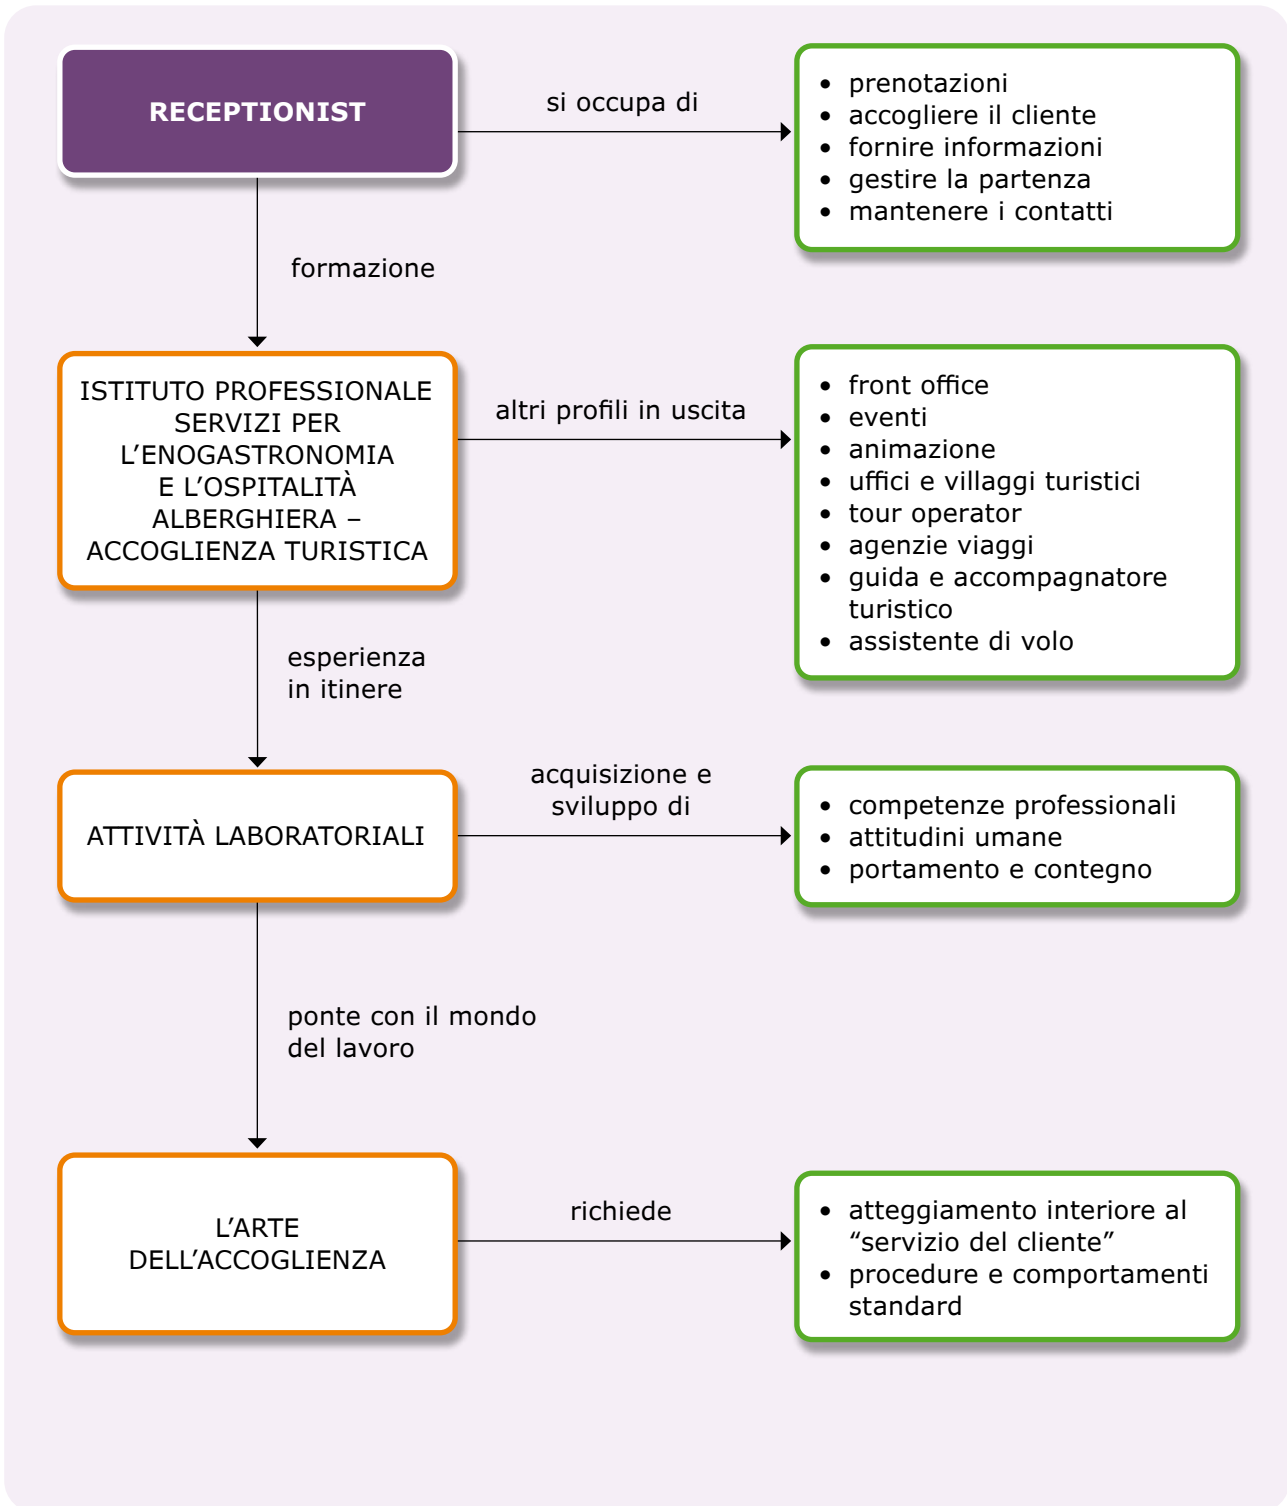 RECEPTIONIST
si occupa di
• prenotazioni
• accogliere il cliente
• fornire informazioni
• gestire la partenza
• mantenere i contatti
formazione
ISTITUTO PROFESSIONALE
SERVIZI PER
L’ENOGASTRONOMIA
E L’OSPITALITÀ
ALBERGHIERA –
ACCOGLIENZA TURISTICA
altri profili in uscita
• front office
• eventi
• animazione
• uffici e villaggi turistici
• tour operator
• agenzie viaggi
• guida e accompagnatore
turistico
• assistente di volo
esperienza
in itinere
ATTIVITÀ LABORATORIALI
acquisizione e
sviluppo di
• competenze professionali
• attitudini umane
• portamento e contegno
ponte con il mondo
del lavoro
L’ARTE
DELL’ACCOGLIENZA
richiede
• atteggiamento interiore al
“servizio del cliente”
• procedure e comportamenti
standard